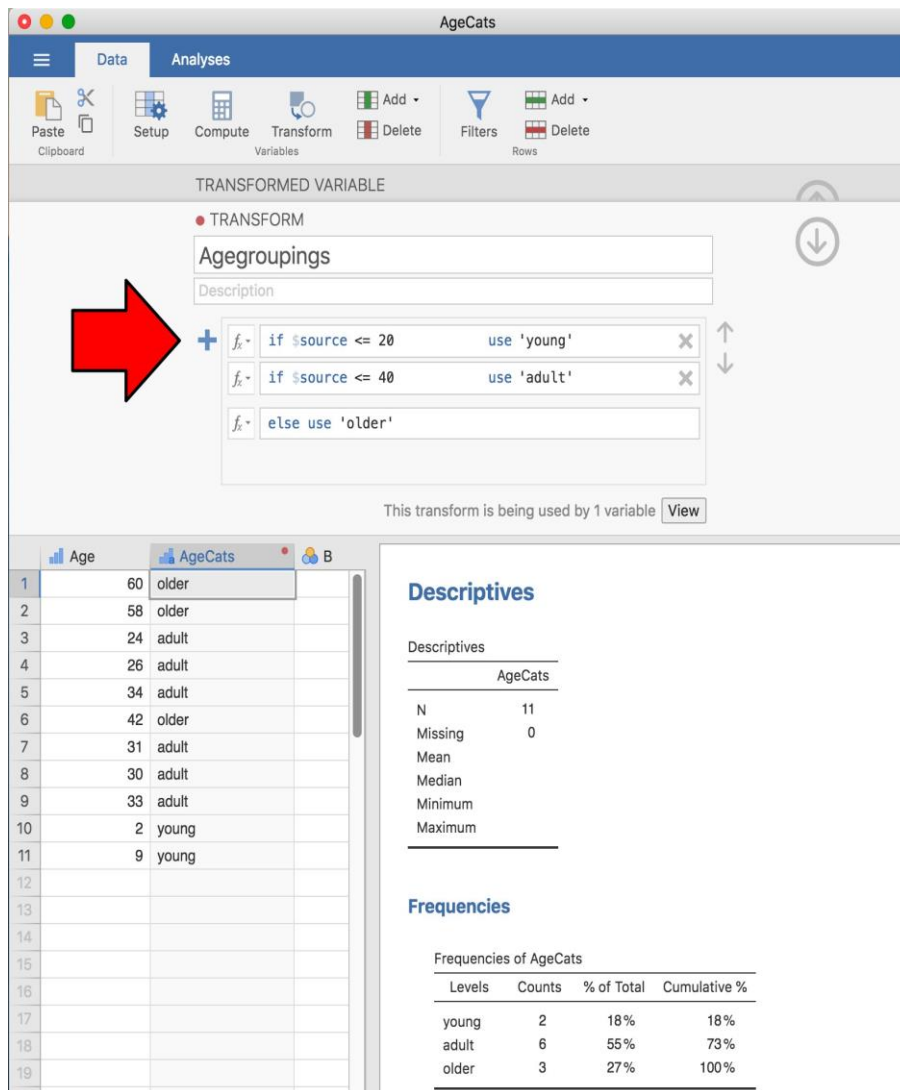 AgeCats
Data Analyses
Paste Setup Compute Transform Add Delete Filters Add Delete
Clipboard Variables Rows
TRANSFORMED VARIABLE
TRANSFORM
Agegroupings
Description
fx if $source <= 20 use 'young'
fx if $source <= 40 use 'adult'
fx else use 'older'
This transform is being used by 1 variable View
Age AgeCats B
1 60 older
2 58 older
3 24 adult
4 26 adult
5 34 adult
6 42 older
7 31 adult
8 30 adult
9 33 adult
10 2 young
11 9 young
12
13
14
15
16
17
18
19
Descriptives
Descriptives
AgeCats
N 11
Missing 0
Mean
Median
Minimum
Maximum
Frequencies
Frequencies of AgeCats
Levels Counts % of Total Cumulative %
young 2 18% 18%
adult 6 55% 73%
older 3 27% 100%